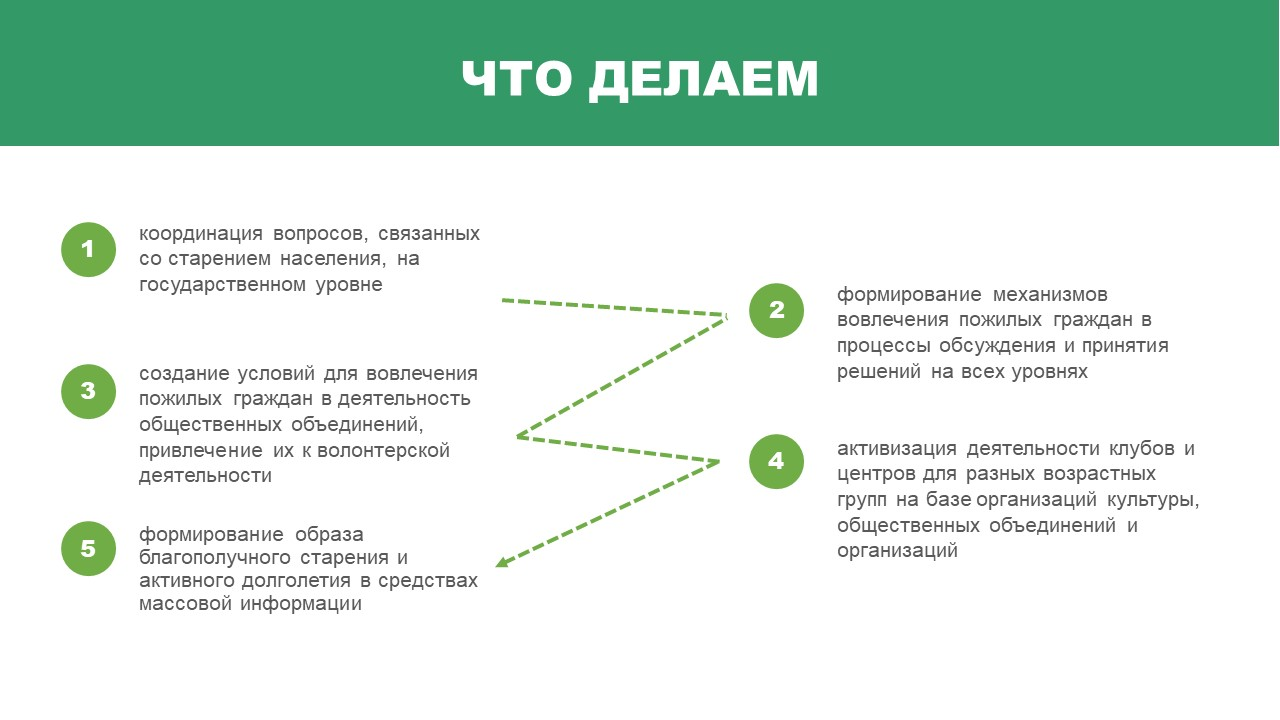 ЧТО ДЕЛАЕМ
1
координация вопросов, связанных
со старением населения, на
государственном уровне
2
формирование механизмов
вовлечения пожилых граждан в
процессы обсуждения и принятия
решений на всех уровнях
3
создание условий для вовлечения
пожилых граждан в деятельность
общественных объединений,
привлечение их к волонтерской
деятельности
4
активизация деятельности клубов и
центров для разных возрастных
групп на базе организаций культуры,
общественных объединений и
организаций
5
формирование образа
благополучного старения и
активного долголетия в средствах
массовой информации